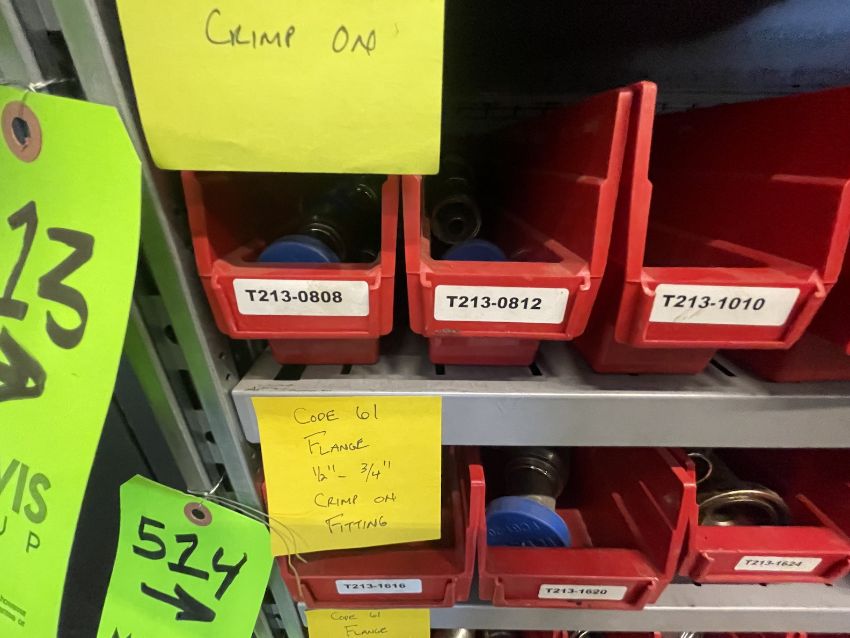 CRIMP ON
13
T213-0808
T213-0812
T213-1010
CODE 61
FLANGE
1/2" - 3/4"
CRIMP ON
FITTING
VIS
UP
514
T213-1616
T213-1620
T213-1624
CODE 61
FLANGE